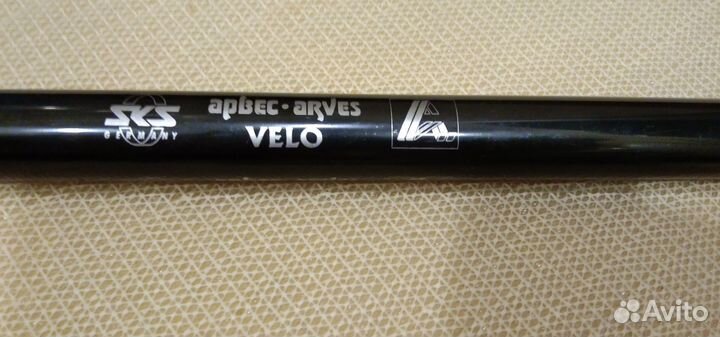 SKS
GERMANY
арвес • arves
VELO
Avito